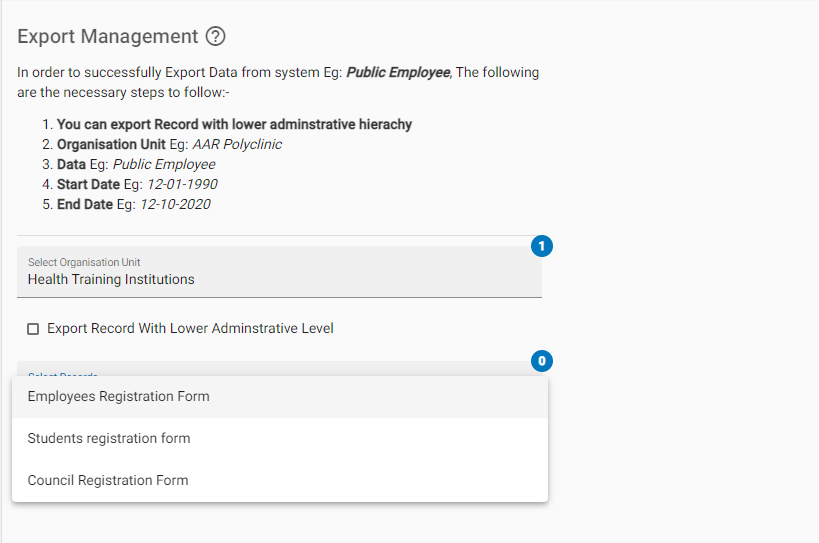 Export Management ?
In order to successfully Export Data from system Eg: Public Employee, The following
are the necessary steps to follow:-
1. You can export Record with lower adminstrative hierachy
2. Organisation Unit Eg: AAR Polyclinic
3. Data Eg: Public Employee
4. Start Date Eg: 12-01-1990
5. End Date Eg: 12-10-2020
1
Select Organisation Unit
Health Training Institutions
Export Record With Lower Adminstrative Level
0
Select Records
Employees Registration Form
Students registration form
Council Registration Form